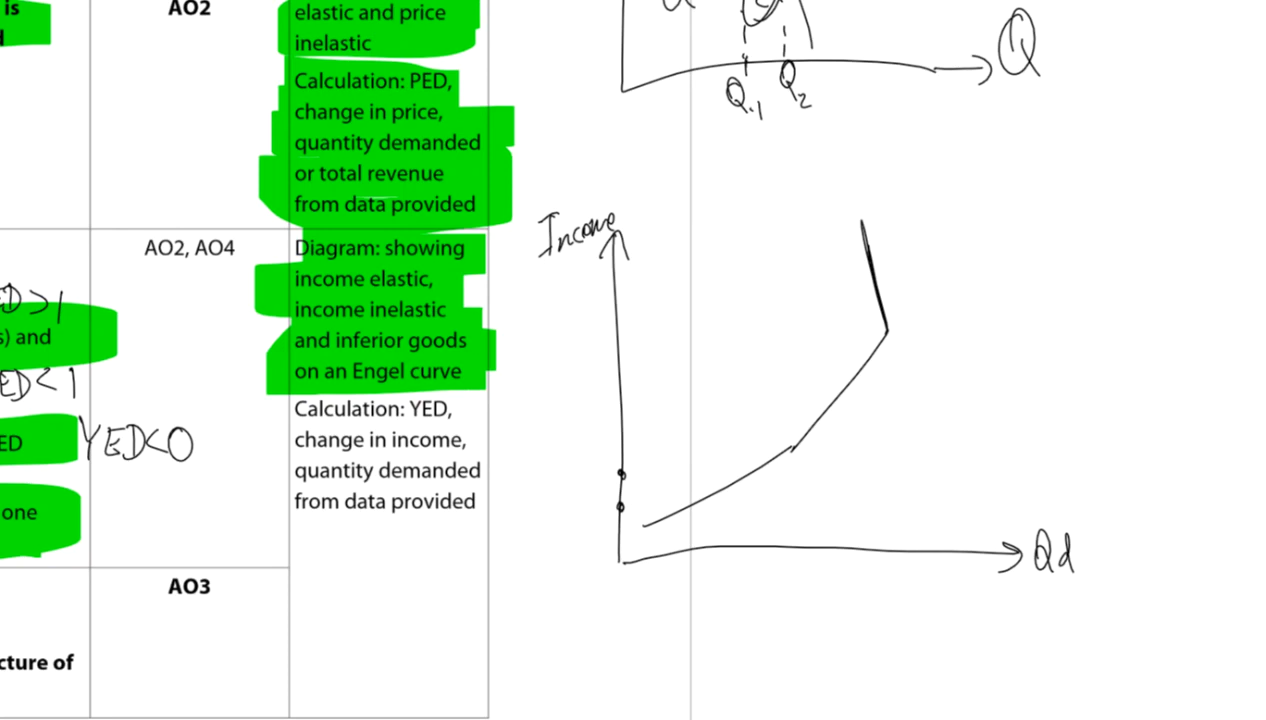 is
AO2
elastic and price
inelastic
Calculation: PED,
change in price,
quantity demanded
or total revenue
from data provided
Q
Q1
Q2
AO2, AO4
Diagram: showing
income elastic,
income inelastic
and inferior goods
on an Engel curve
ED>1
s) and
ED<1
ED
YED<0
one
Calculation: YED,
change in income,
quantity demanded
from data provided
Income
Qd
AO3
cture of